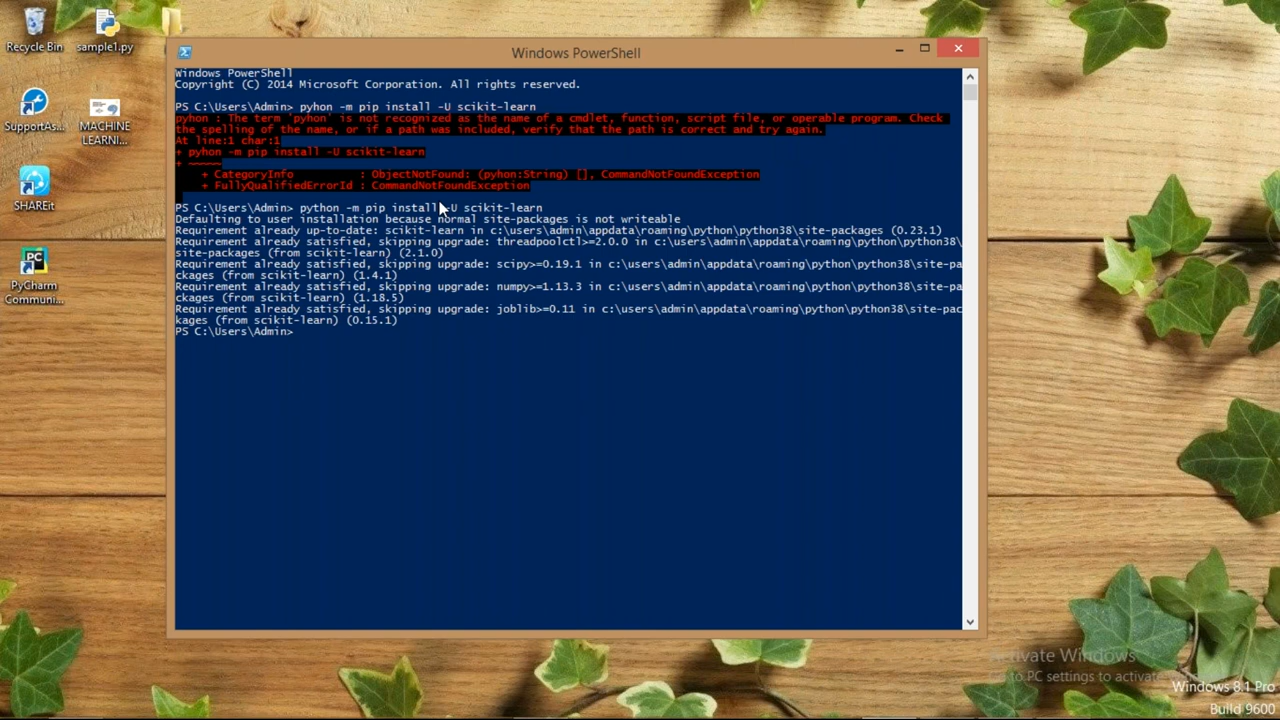 Recycle Bin
sample1.py
SupportAs...
MACHINE
LEARNI...
SHAREit
PC
PyCharm
Communi...
Windows PowerShell
Windows PowerShell
Copyright (C) 2014 Microsoft Corporation. All rights reserved.
PS C:\Users\Admin> pyhon -m pip install -U scikit-learn
pyhon : The term 'pyhon' is not recognized as the name of a cmdlet, function, script file, or operable program. Check
the spelling of the name, or if a path was included, verify that the path is correct and try again.
At line:1 char:1
+ pyhon -m pip install -U scikit-learn
+ ~~~~~
+ CategoryInfo : ObjectNotFound: (pyhon:String) [], CommandNotFoundException
+ FullyQualifiedErrorId : CommandNotFoundException
PS C:\Users\Admin> python -m pip install -U scikit-learn
Defaulting to user installation because normal site-packages is not writeable
Requirement already up-to-date: scikit-learn in c:\users\admin\appdata\roaming\python\python38\site-packages (0.23.1)
Requirement already satisfied, skipping upgrade: threadpoolctl>=2.0.0 in c:\users\admin\appdata\roaming\python\python38\
site-packages (from scikit-learn) (2.1.0)
Requirement already satisfied, skipping upgrade: scipy>=0.19.1 in c:\users\admin\appdata\roaming\python\python38\site-pa
ckages (from scikit-learn) (1.4.1)
Requirement already satisfied, skipping upgrade: numpy>=1.13.3 in c:\users\admin\appdata\roaming\python\python38\site-pa
ckages (from scikit-learn) (1.18.5)
Requirement already satisfied, skipping upgrade: joblib>=0.11 in c:\users\admin\appdata\roaming\python\python38\site-pac
kages (from scikit-learn) (0.15.1)
PS C:\Users\Admin>
Activate Windows
Go to PC settings to activate
Windows 8.1 Pro
Build 9600